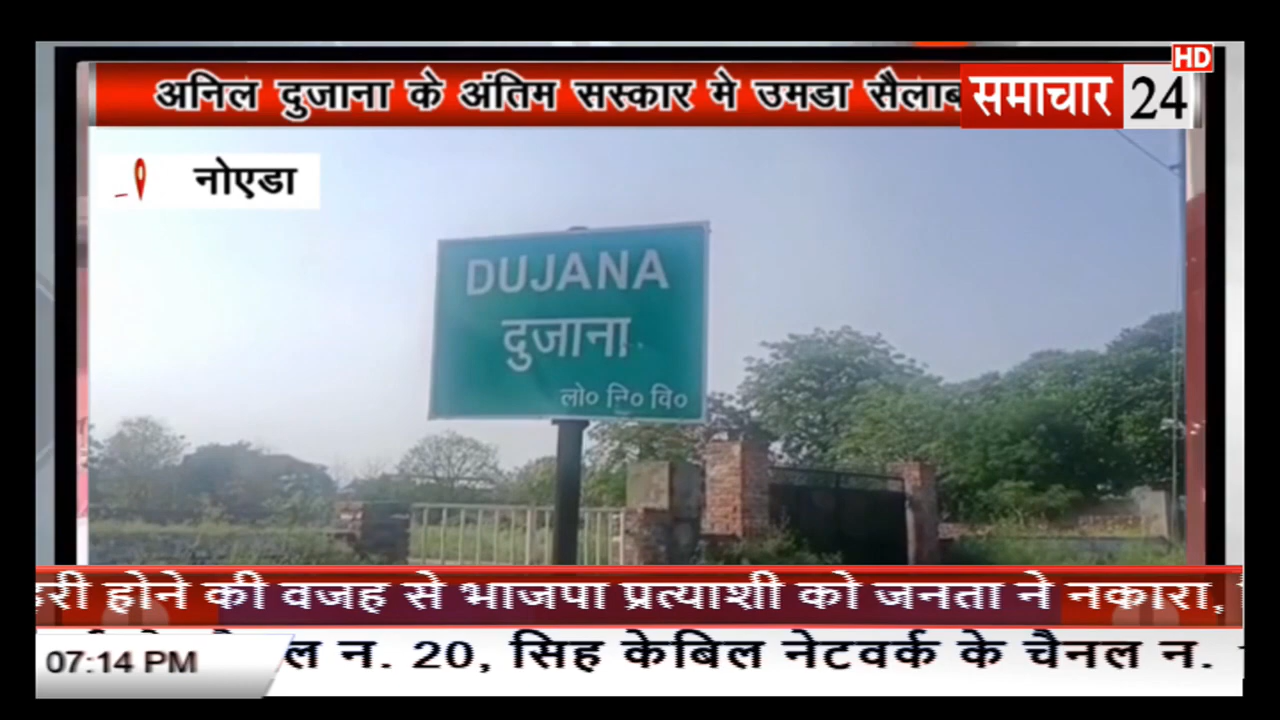 HD
अनिल दुजाना के अंतिम सस्कार मे उमडा सैलाब
समाचार 24
नोएडा
DUJANA
दुजाना
लो० नि० वि०
होने की वजह से भाजपा प्रत्याशी को जनता ने नकारा,
07:14 PM
न. 20, सिह केबिल नेटवर्क के चैनल न.